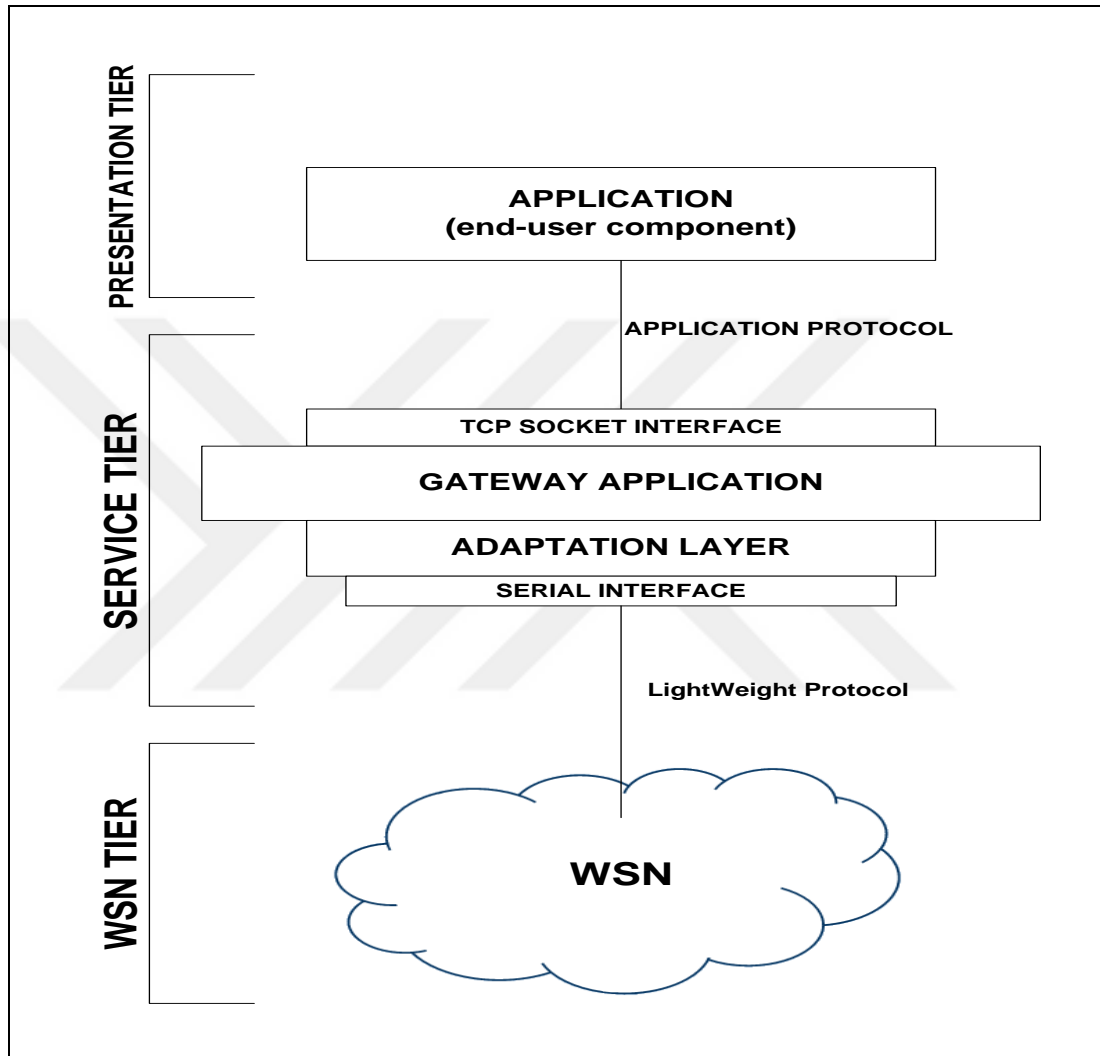 PRESENTATION TIER
APPLICATION
(end-user component)
APPLICATION PROTOCOL
SERVICE TIER
TCP SOCKET INTERFACE
GATEWAY APPLICATION
ADAPTATION LAYER
SERIAL INTERFACE
LightWeight Protocol
WSN TIER
WSN